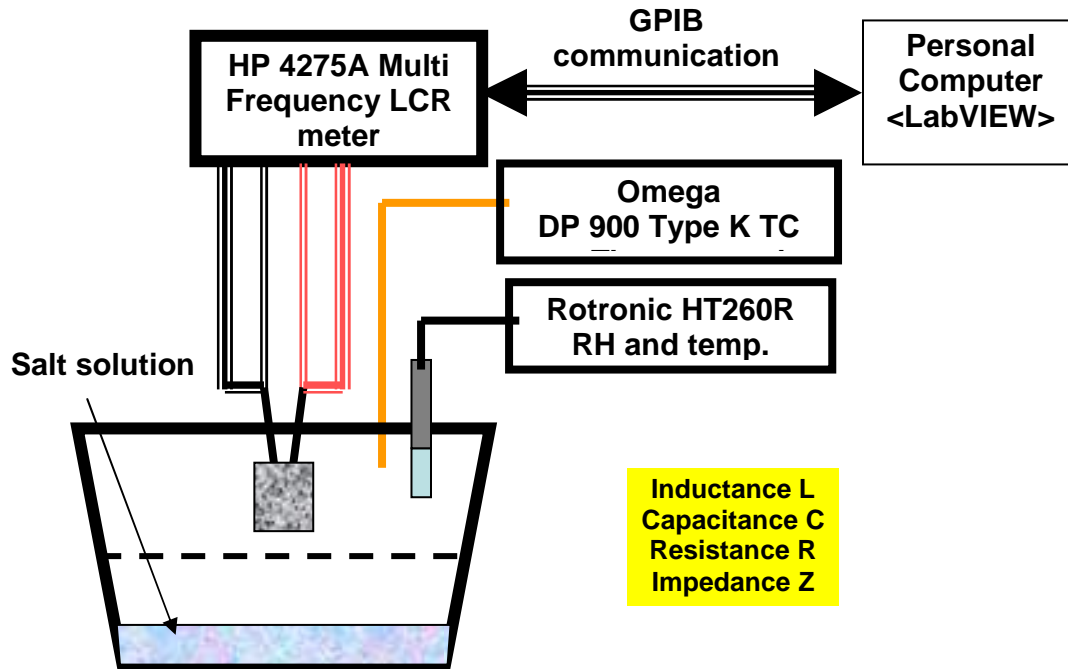 GPIB
communication
HP 4275A Multi
Frequency LCR
meter
Personal
Computer
<LabVIEW>
Omega
DP 900 Type K TC
Rotronic HT260R
RH and temp.
Salt solution
Inductance L
Capacitance C
Resistance R
Impedance Z